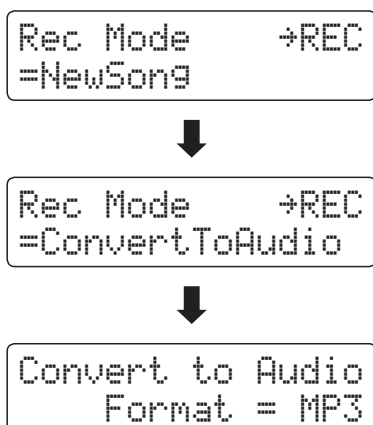 Rec Mode →REC
=NewSong
Rec Mode →REC
=ConvertToAudio
Convert to Audio
Format = MP3